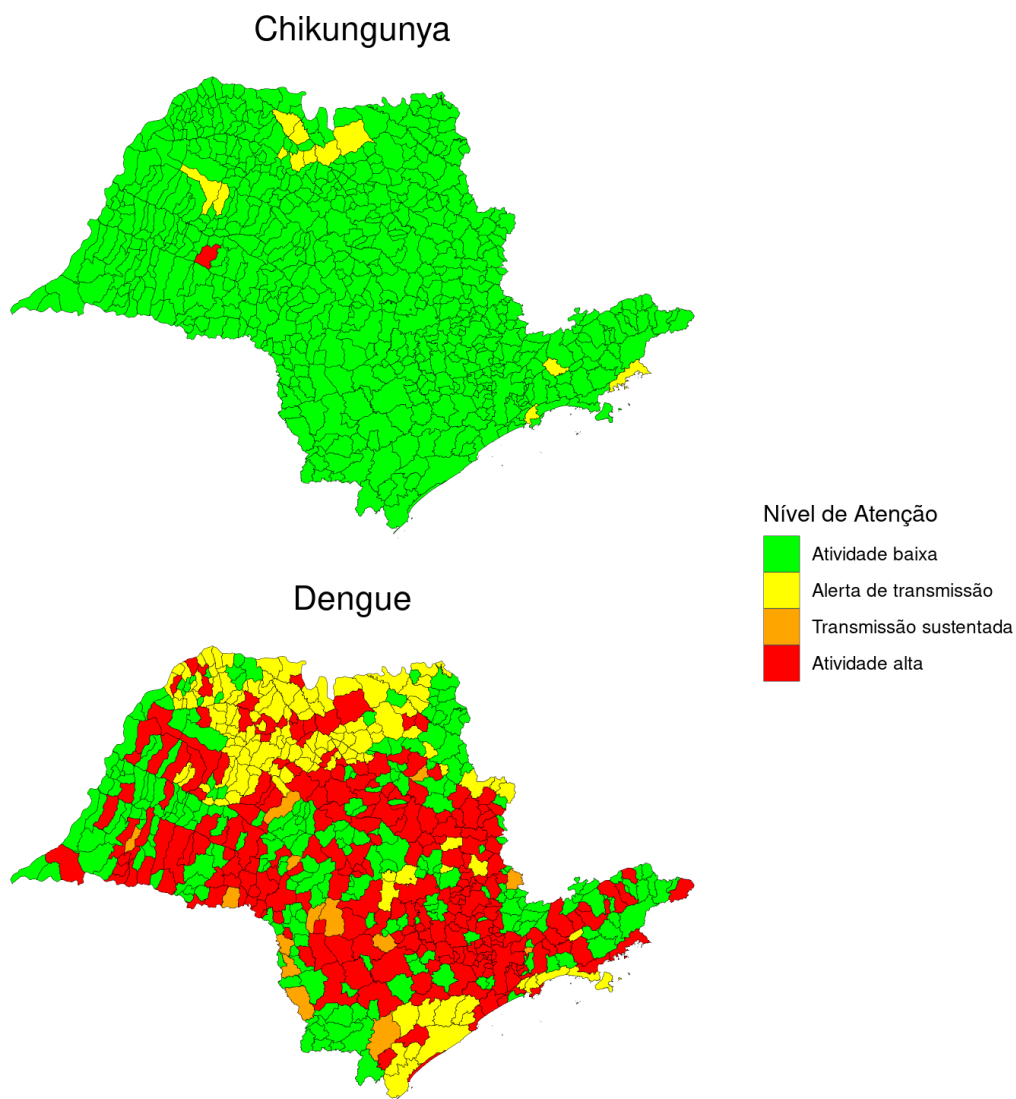 Chikungunya
Nível de Atenção
Atividade baixa
Alerta de transmissão
Transmissão sustentada
Atividade alta
Dengue